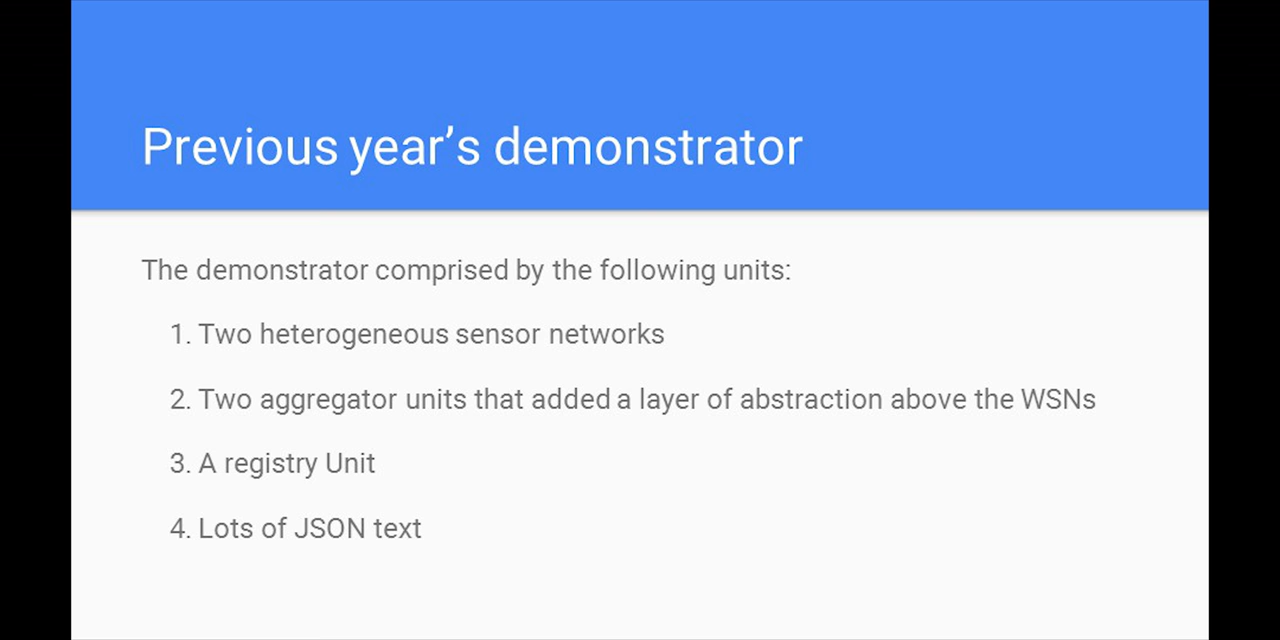 Previous year’s demonstrator
The demonstrator comprised by the following units:
1. Two heterogeneous sensor networks
2. Two aggregator units that added a layer of abstraction above the WSNs
3. A registry Unit
4. Lots of JSON text